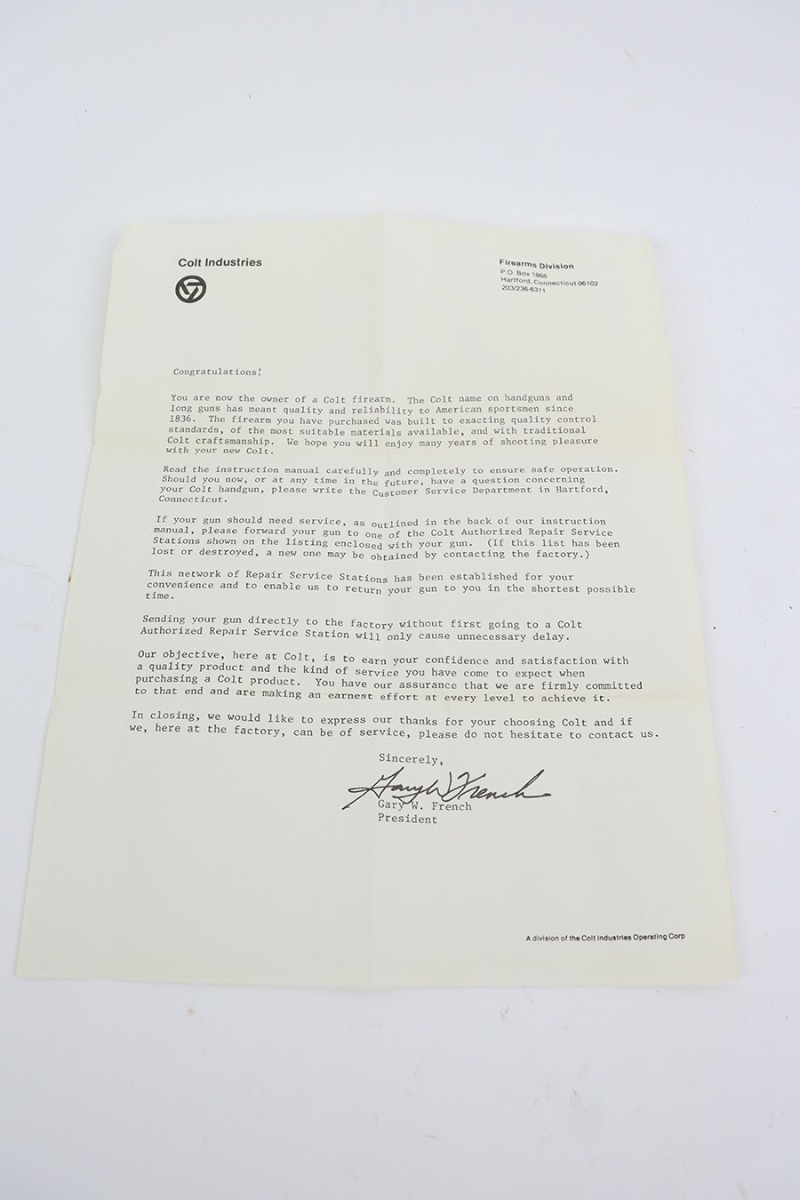 Colt Industries
Firearms Division
P.O. Box 1868
Hartford, Connecticut 06102
203/236-6311
Congratulations!
You are now the owner of a Colt firearm.  The Colt name on handguns and
long guns has meant quality and reliability to American sportsmen since
1836.  The firearm you have purchased was built to exacting quality control
standards, of the most suitable materials available, and with traditional
Colt craftsmanship.  We hope you will enjoy many years of shooting pleasure
with your new Colt.
Read the instruction manual carefully and completely to ensure safe operation.
Should you now, or at any time in the future, have a question concerning
your Colt handgun, please write the Customer Service Department in Hartford,
Connecticut.
If your gun should need service, as outlined in the back of our instruction
manual, please forward your gun to one of the Colt Authorized Repair Service
Stations shown on the listing enclosed with your gun.  (If this list has been
lost or destroyed, a new one may be obtained by contacting the factory.)
This network of Repair Service Stations has been established for your
convenience and to enable us to return your gun to you in the shortest possible
time.
Sending your gun directly to the factory without first going to a Colt
Authorized Repair Service Station will only cause unnecessary delay.
Our objective, here at Colt, is to earn your confidence and satisfaction with
a quality product and the kind of service you have come to expect when
purchasing a Colt product.  You have our assurance that we are firmly committed
to that end and are making an earnest effort at every level to achieve it.
In closing, we would like to express our thanks for your choosing Colt and if
we, here at the factory, can be of service, please do not hesitate to contact us.
Sincerely,
Gary W French
Gary W. French
President
A division of the Colt Industries Operating Corp